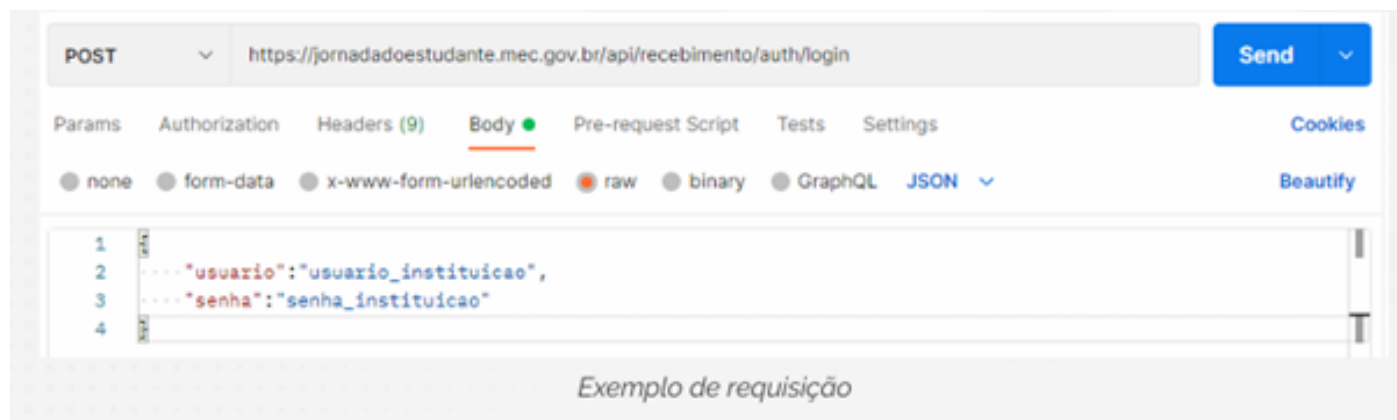 POST https://jornadadoestudante.mec.gov.br/api/recebimento/auth/login Send
Params Authorization Headers (9) Body Pre-request Script Tests Settings Cookies
none form-data x-www-form-urlencoded raw binary GraphQL JSON Beautify
1 {
2 "usuario":"usuario_instituicao",
3 "senha":"senha_instituicao"
4 }
Exemplo de requisição